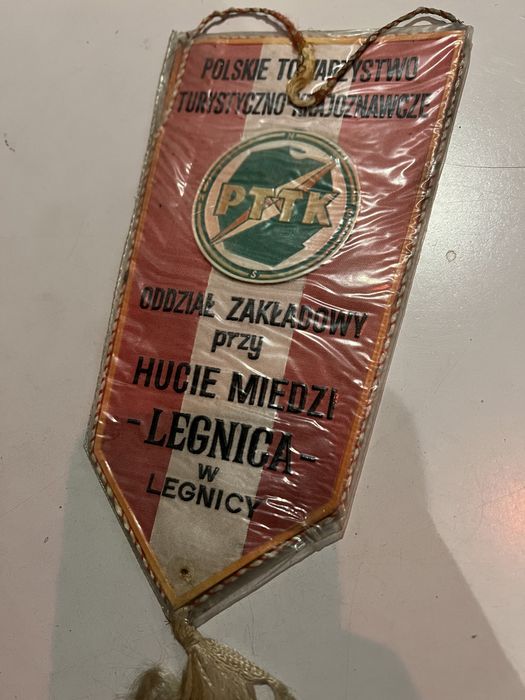 POLSKIE TOWARZYSTWO
TURYSTYCZNO-KRAJOZNAWCZE
N
PTTK
S
ODDZIAŁ ZAKŁADOWY
przy
HUCIE MIEDZI
-LEGNICA-
w
LEGNICY